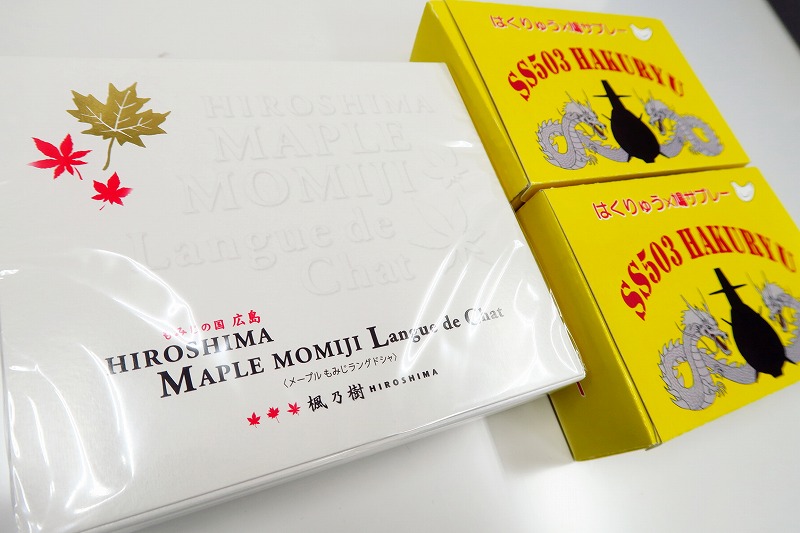 HIROSHIMA
MAPLE
MOMIJI
Langue de
Chat
もみじの国 広島
HIROSHIMA
MAPLE MOMIJI Langue de Chat
〈メープルもみじラングドシャ〉
楓乃樹 HIROSHIMA
はくりゅう×鳩サブレー
SS503 HAKURYU
はくりゅう×鳩サブレー
SS503 HAKURYU